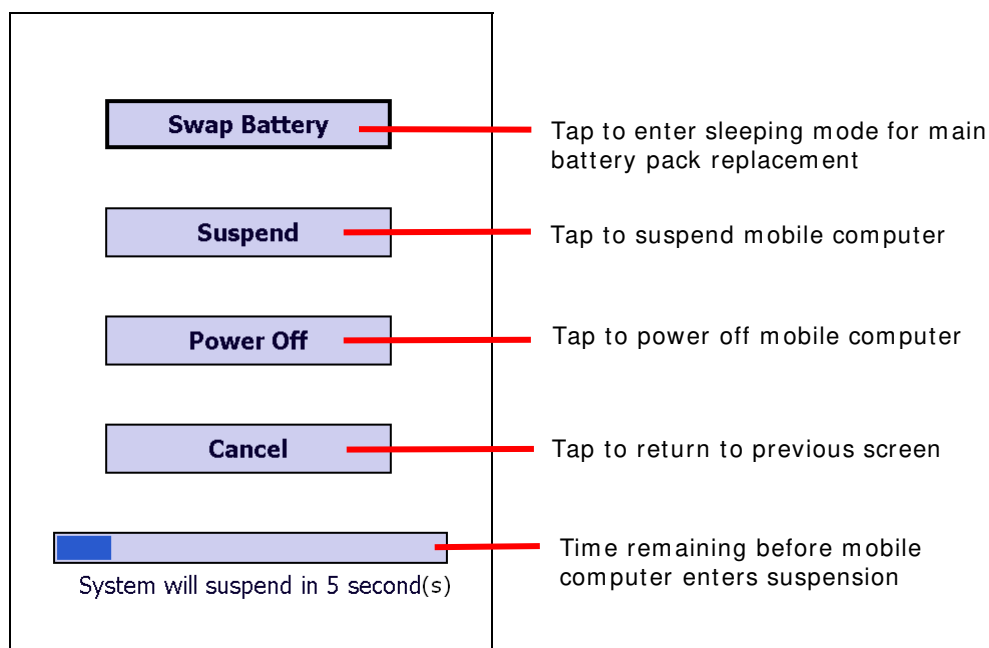 Swap Battery
Tap to enter sleeping mode for main
battery pack replacement
Suspend
Tap to suspend mobile computer
Power Off
Tap to power off mobile computer
Cancel
Tap to return to previous screen
Time remaining before mobile
computer enters suspension
System will suspend in 5 second(s)